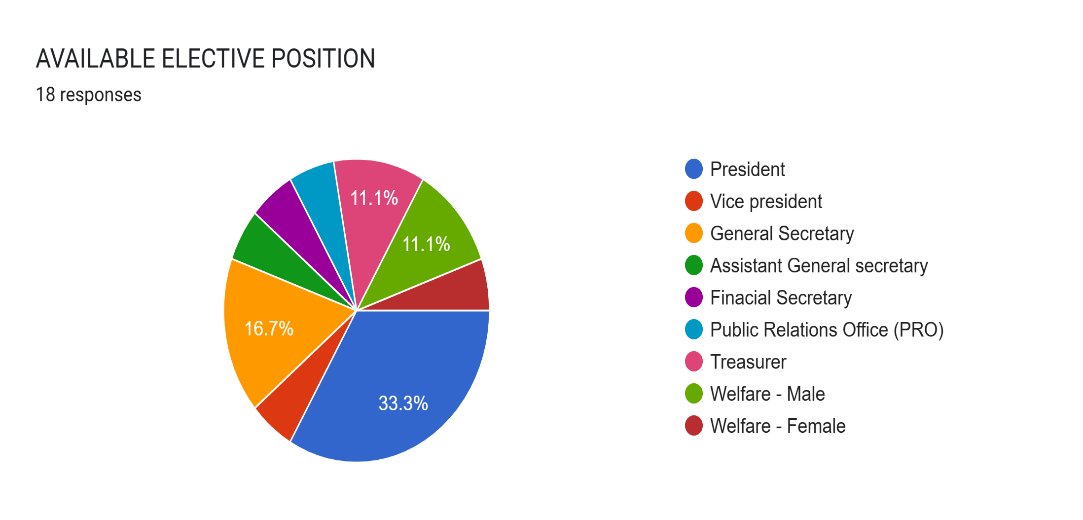 AVAILABLE ELECTIVE POSITION
18 responses
11.1%
11.1%
16.7%
33.3%
President
Vice president
General Secretary
Assistant General secretary
Finacial Secretary
Public Relations Office (PRO)
Treasurer
Welfare - Male
Welfare - Female